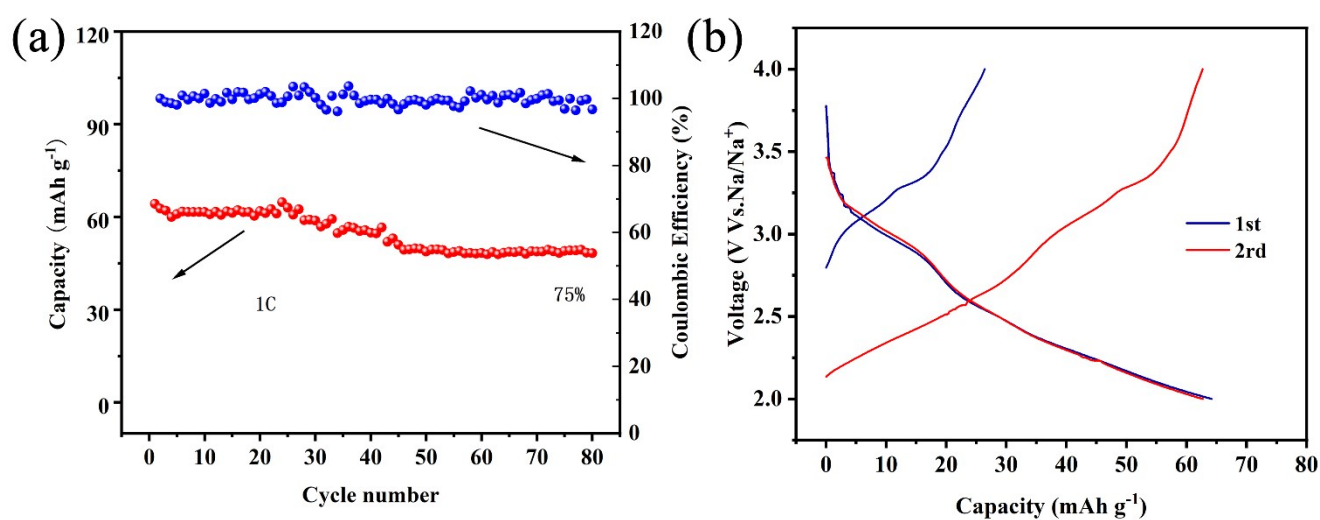 (a)
120
90
60
30
0
Capacity (mAh g-1)
0 10 20 30 40 50 60 70 80
Cycle number
120
100
80
60
40
20
0
Coulombic Efficiency (%)
1C
75%
(b)
4.0
3.5
3.0
2.5
2.0
Voltage (V Vs.Na/Na+)
1st
2rd
0 10 20 30 40 50 60 70 80
Capacity (mAh g-1)